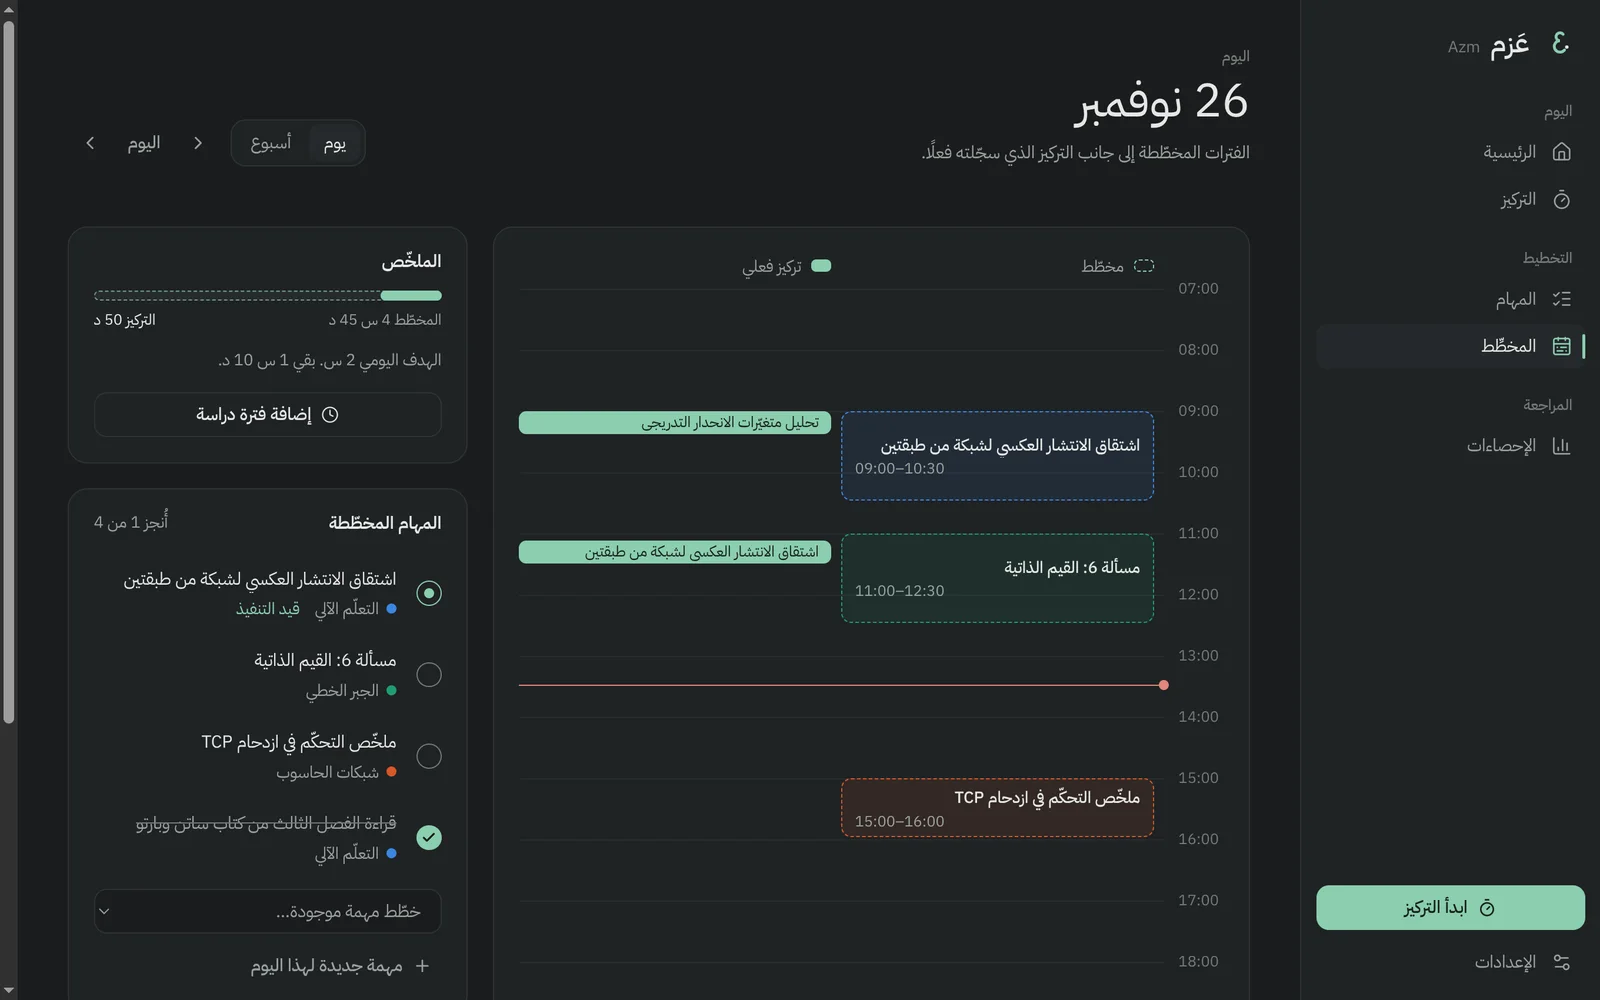 عَزم Azm
اليوم
الرئيسية
التركيز
التخطيط
المهام
المخطِّط
المراجعة
الإحصاءات
ابدأ التركيز
الإعدادات
اليوم
26 نوفمبر
الفترات المخطّطة إلى جانب التركيز الذي سجّلته فعلًا.
يوم
أسبوع
اليوم
مخطّط
تركيز فعلي
07:00
08:00
09:00
اشتقاق الانتشار العكسي لشبكة من طبقتين
09:00–10:30
تحليل متغيّرات الانحدار التدريجي
10:00
11:00
مسألة 6: القيم الذاتية
11:00–12:30
اشتقاق الانتشار العكسي لشبكة من طبقتين
12:00
13:00
14:00
15:00
ملخّص التحكّم في ازدحام TCP
15:00–16:00
16:00
17:00
18:00
الملخّص
المخطّط 4 س 45 د
التركيز 50 د
الهدف اليومي 2 س. بقي 1 س 10 د.
إضافة فترة دراسة
المهام المخطّطة
أُنجز 1 من 4
اشتقاق الانتشار العكسي لشبكة من طبقتين
التعلّم الآلي قيد التنفيذ
مسألة 6: القيم الذاتية
الجبر الخطي
ملخّص التحكّم في ازدحام TCP
شبكات الحاسوب
قراءة الفصل الثالث من كتاب ساتن وبارتو
التعلّم الآلي
خطّط مهمة موجودة...
مهمة جديدة لهذا اليوم